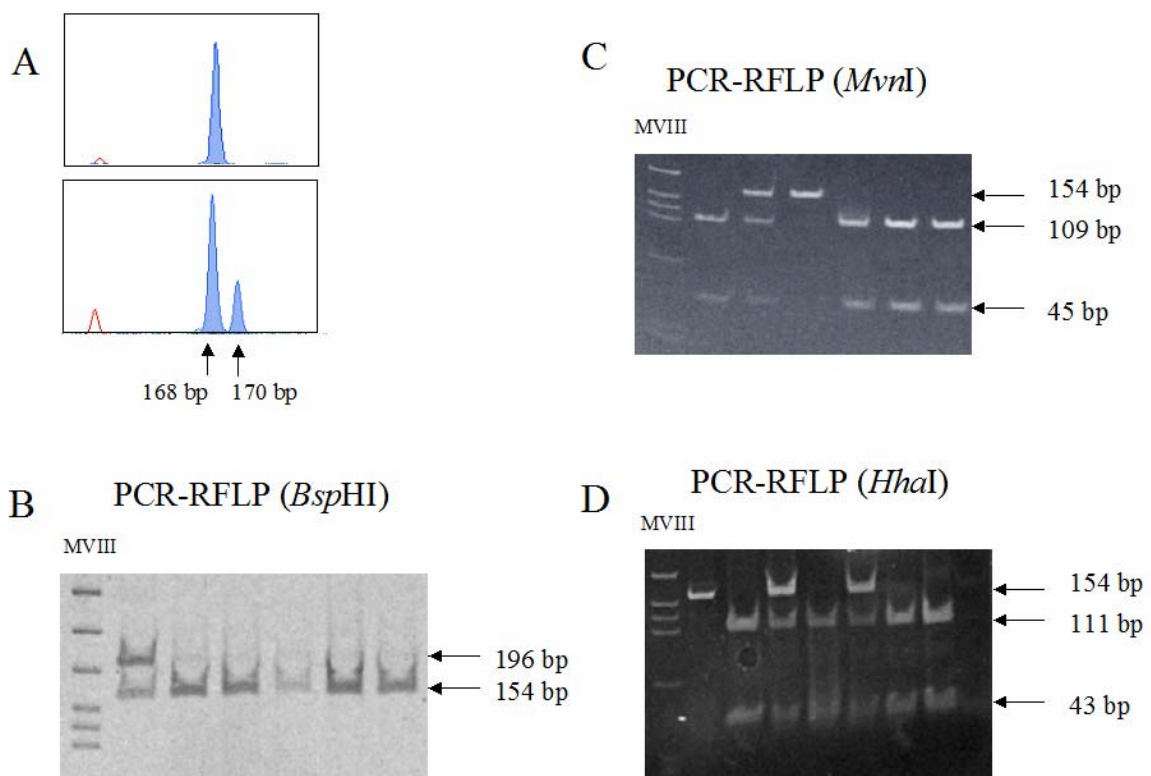 A
168 bp 170 bp
B
PCR-RFLP (BspHI)
MVIII
196 bp
154 bp
C
PCR-RFLP (MvnI)
MVIII
154 bp
109 bp
45 bp
D
PCR-RFLP (HhaI)
MVIII
154 bp
111 bp
43 bp